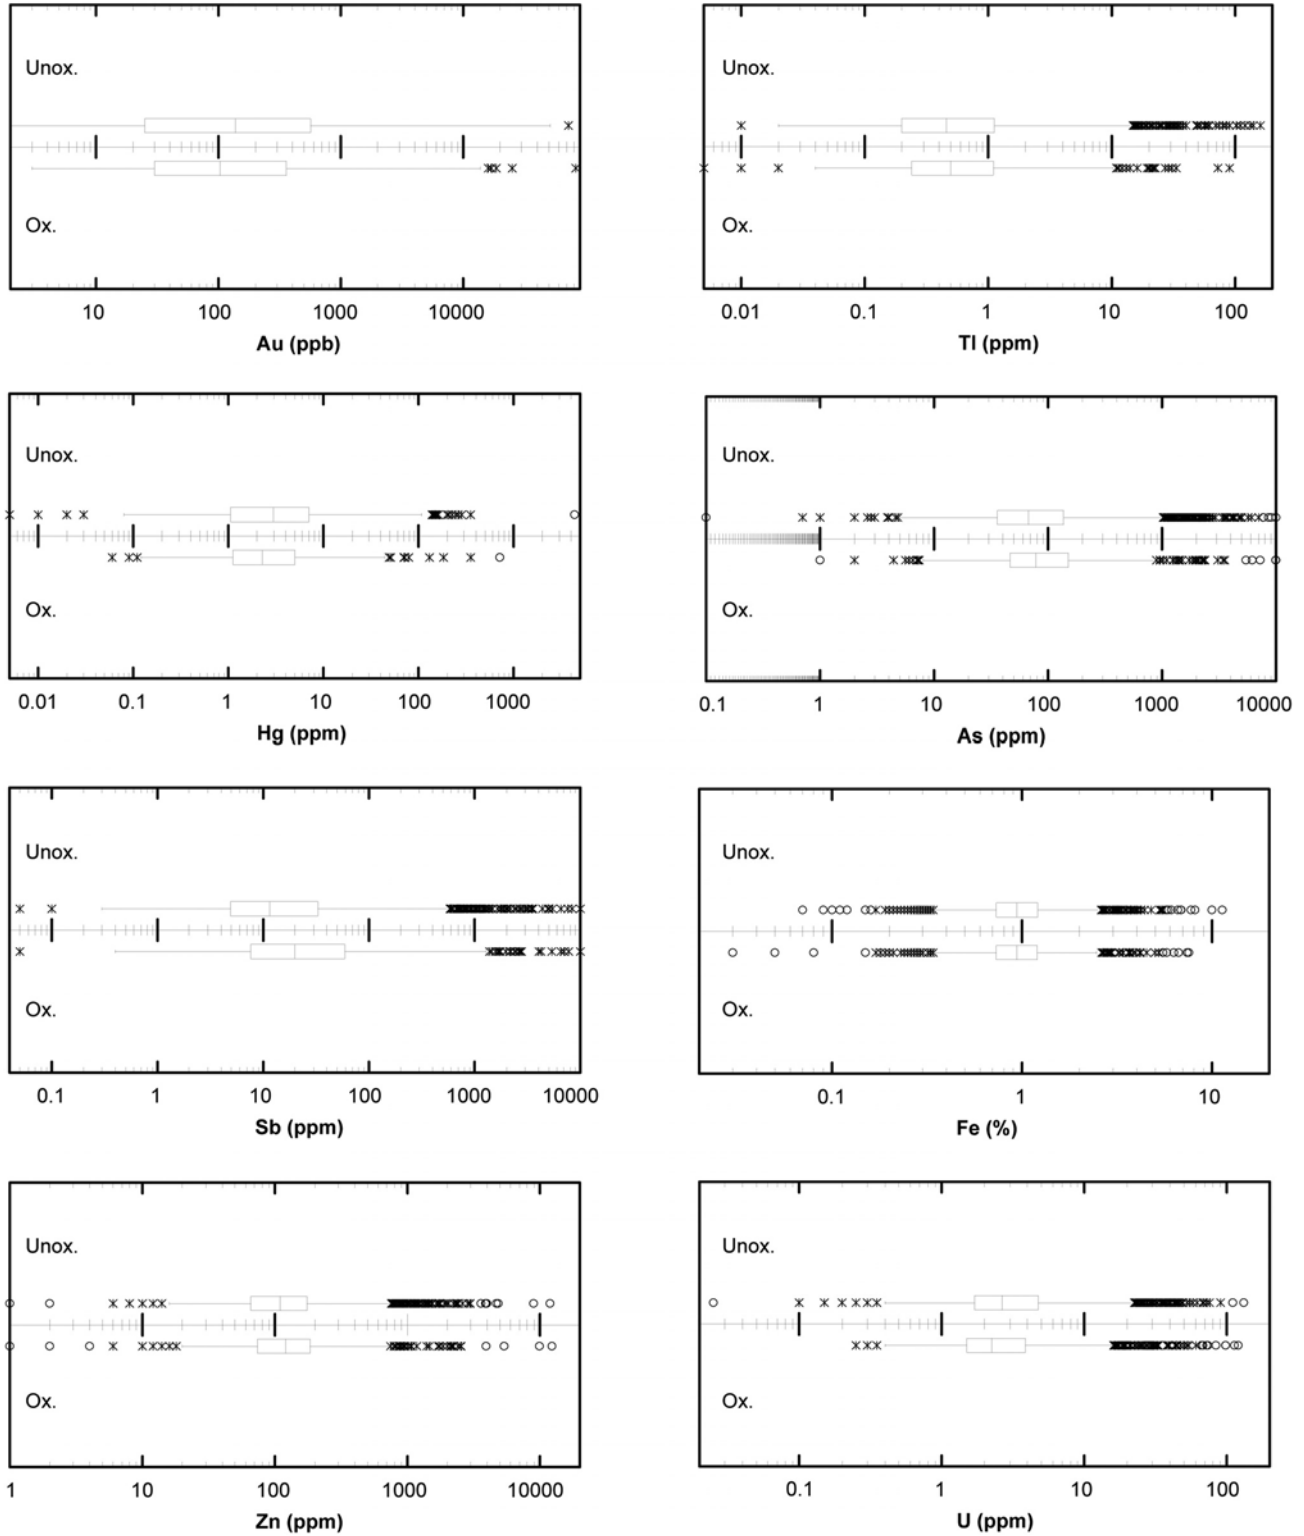 Unox.
Ox.
10 100 1000 10000
Au (ppb)
Unox.
Ox.
0.01 0.1 1 10 100
Tl (ppm)
Unox.
Ox.
0.01 0.1 1 10 100 1000
Hg (ppm)
Unox.
Ox.
0.1 1 10 100 1000 10000
As (ppm)
Unox.
Ox.
0.1 1 10 100 1000 10000
Sb (ppm)
Unox.
Ox.
0.1 1 10
Fe (%)
Unox.
Ox.
1 10 100 1000 10000
Zn (ppm)
Unox.
Ox.
0.1 1 10 100
U (ppm)